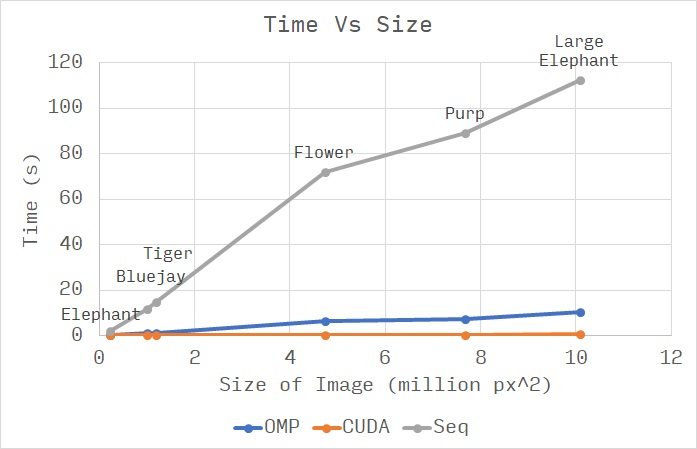 Time Vs Size
Large
Elephant
Purp
Flower
Tiger
Bluejay
Elephant
Time (s)
120
100
80
60
40
20
0
0 2 4 6 8 10 12
Size of Image (million px^2)
OMP CUDA Seq